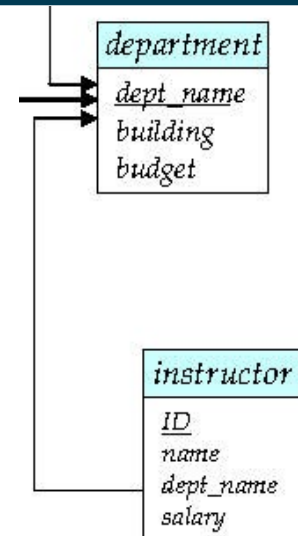 department
dept_name
building
budget
instructor
ID
name
dept_name
salary